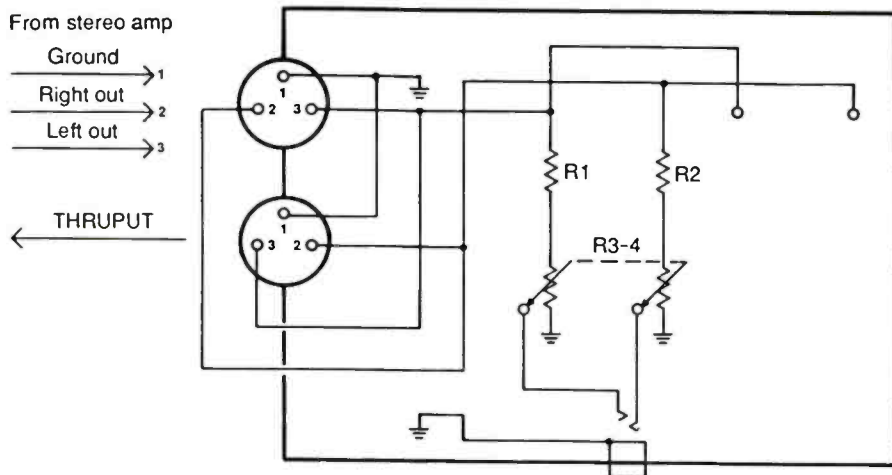 From stereo amp
Ground
1
Right out
2
Left out
3
THRUPUT
1
2 3
1
3 2
R1
R2
R3-4